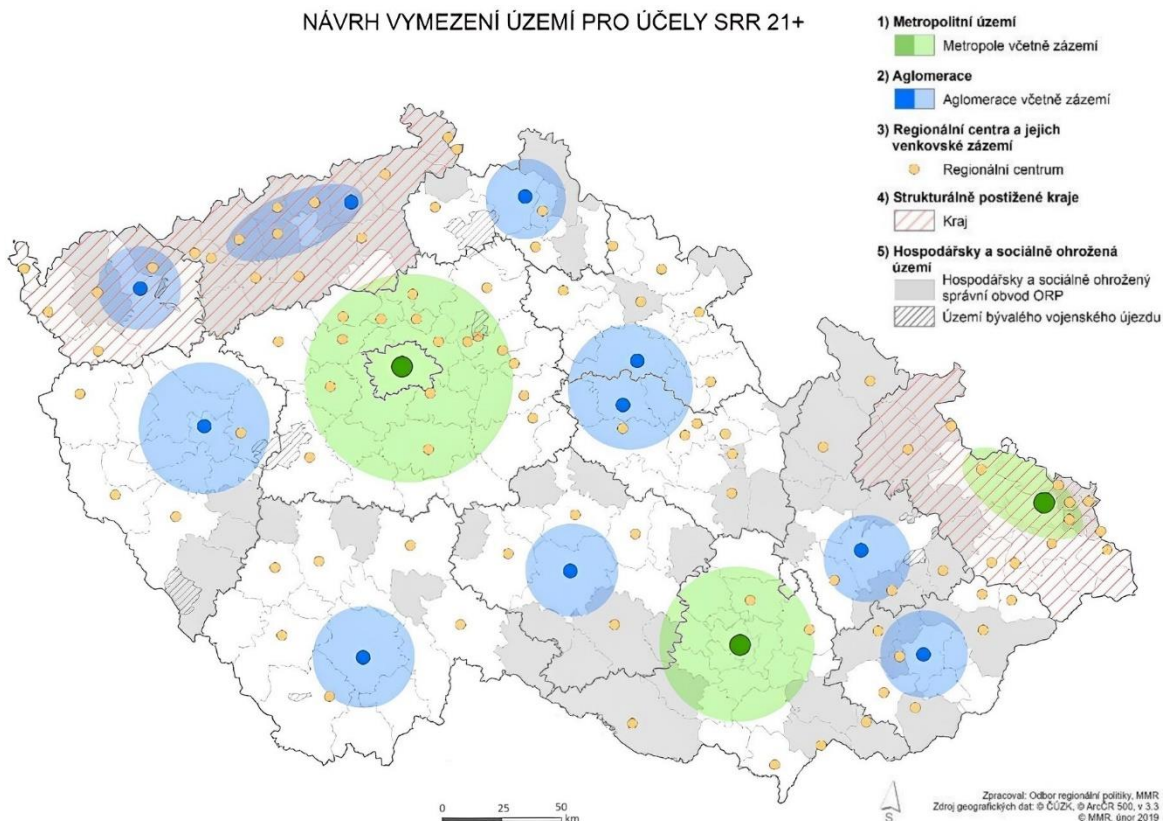 NÁVRH VYMEZENÍ ÚZEMÍ PRO ÚČELY SRR 21+
1) Metropolitní území
Metropole včetně zázemí
2) Aglomerace
Aglomerace včetně zázemí
3) Regionální centra a jejich
venkovské zázemí
Regionální centrum
4) Strukturálně postižené kraje
Kraj
5) Hospodářsky a sociálně ohrožená
území
Hospodářsky a sociálně ohrožený
správní obvod ORP
Území bývalého vojenského újezdu
0 25 50
km
S
Zpracoval: Odbor regionální politiky, MMR
Zdroj geografických dat: © ČÚZK, © ArcČR 500, v 3.3
© MMR, únor 2019